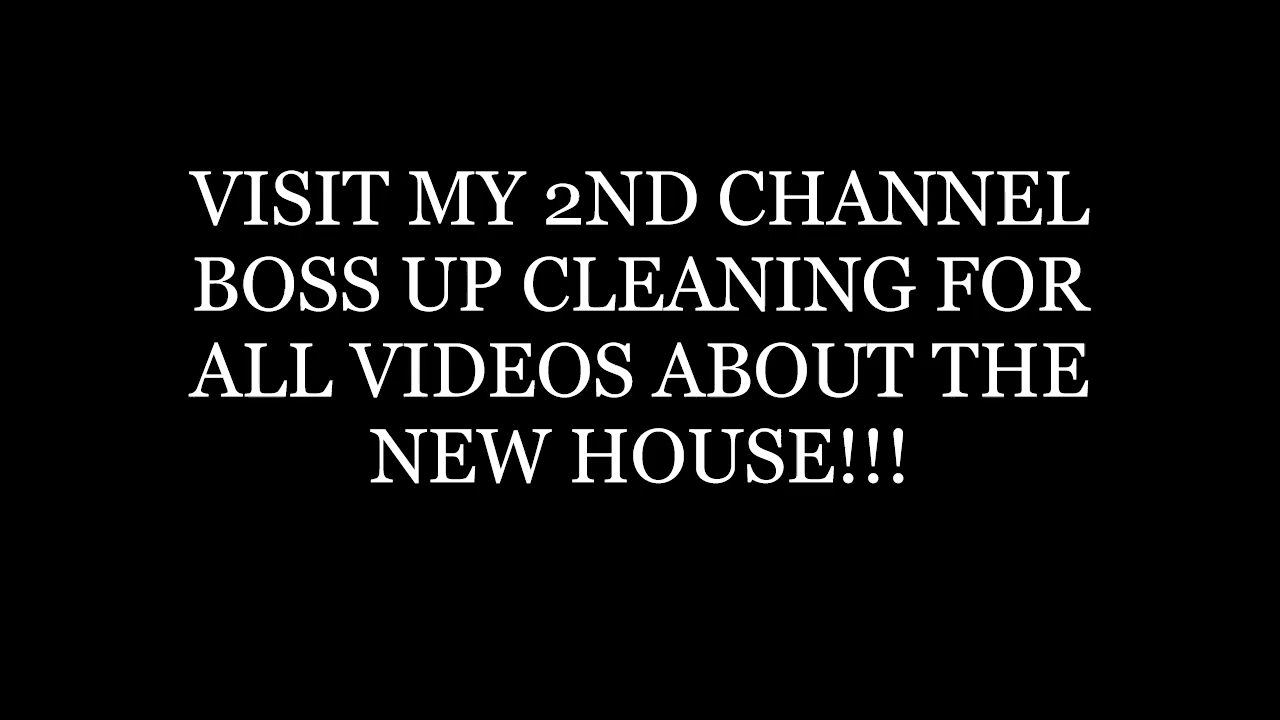 VISIT MY 2ND CHANNEL
BOSS UP CLEANING FOR
ALL VIDEOS ABOUT THE
NEW HOUSE!!!